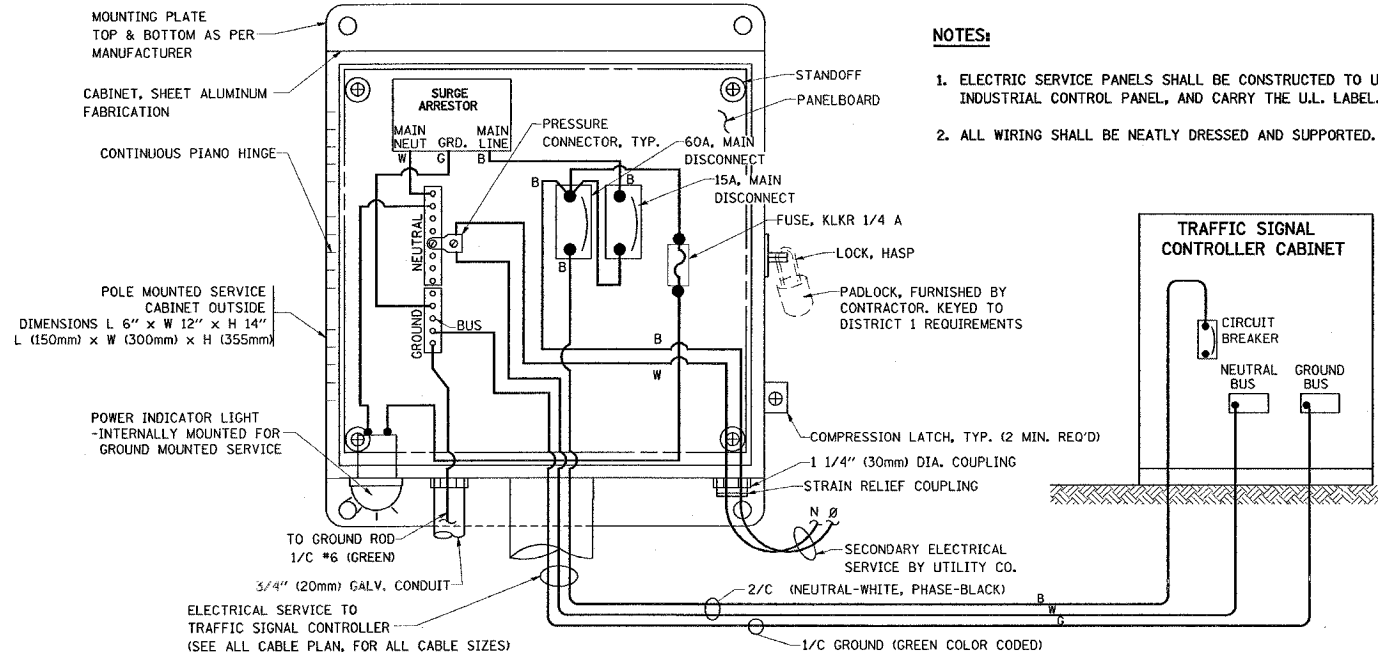 MOUNTING PLATE
TOP & BOTTOM AS PER
MANUFACTURER
CABINET, SHEET ALUMINUM
FABRICATION
CONTINUOUS PIANO HINGE
POLE MOUNTED SERVICE
CABINET OUTSIDE
DIMENSIONS L 6" x W 12" x H 14"
L (150mm) x W (300mm) x H (355mm)
POWER INDICATOR LIGHT
-INTERNALLY MOUNTED FOR
GROUND MOUNTED SERVICE
TO GROUND ROD
1/C #6 (GREEN)
3/4" (20mm) GALV. CONDUIT
ELECTRICAL SERVICE TO
TRAFFIC SIGNAL CONTROLLER
(SEE ALL CABLE PLAN, FOR ALL CABLE SIZES)
SURGE
ARRESTOR
MAIN
NEUT
GRD.
MAIN
LINE
W
G
B
NEUTRAL
GROUND
BUS
PRESSURE
CONNECTOR, TYP.
B
B
B
B
W
STANDOFF
PANELBOARD
60A, MAIN
DISCONNECT
15A, MAIN
DISCONNECT
FUSE, KLKR 1/4 A
LOCK, HASP
PADLOCK, FURNISHED BY
CONTRACTOR. KEYED TO
DISTRICT 1 REQUIREMENTS
COMPRESSION LATCH, TYP. (2 MIN. REQ'D)
1 1/4" (30mm) DIA. COUPLING
STRAIN RELIEF COUPLING
N Ø
SECONDARY ELECTRICAL
SERVICE BY UTILITY CO.
2/C (NEUTRAL-WHITE, PHASE-BLACK)
B
W
G
1/C GROUND (GREEN COLOR CODED)
NOTES:
1. ELECTRIC SERVICE PANELS SHALL BE CONSTRUCTED TO U
INDUSTRIAL CONTROL PANEL, AND CARRY THE U.L. LABEL.
2. ALL WIRING SHALL BE NEATLY DRESSED AND SUPPORTED.
TRAFFIC SIGNAL
CONTROLLER CABINET
CIRCUIT
BREAKER
NEUTRAL
BUS
GROUND
BUS